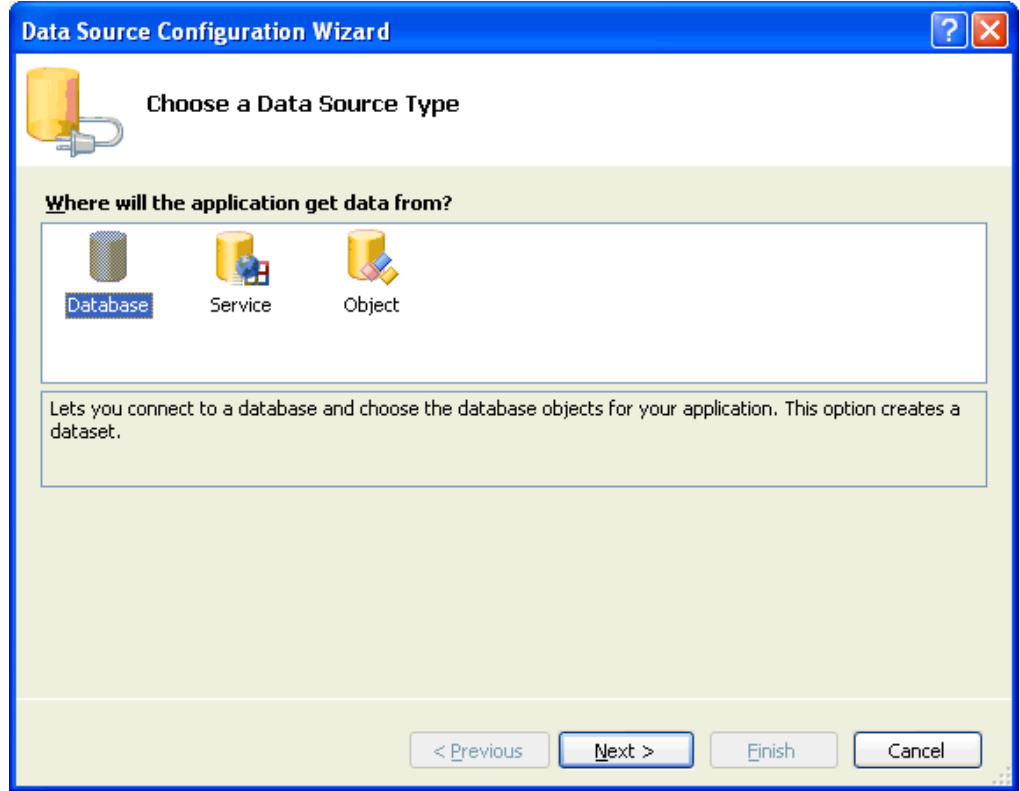 Data Source Configuration Wizard
Choose a Data Source Type
Where will the application get data from?
Database Service Object
Lets you connect to a database and choose the database objects for your application. This option creates a
dataset.
< Previous Next > Finish Cancel